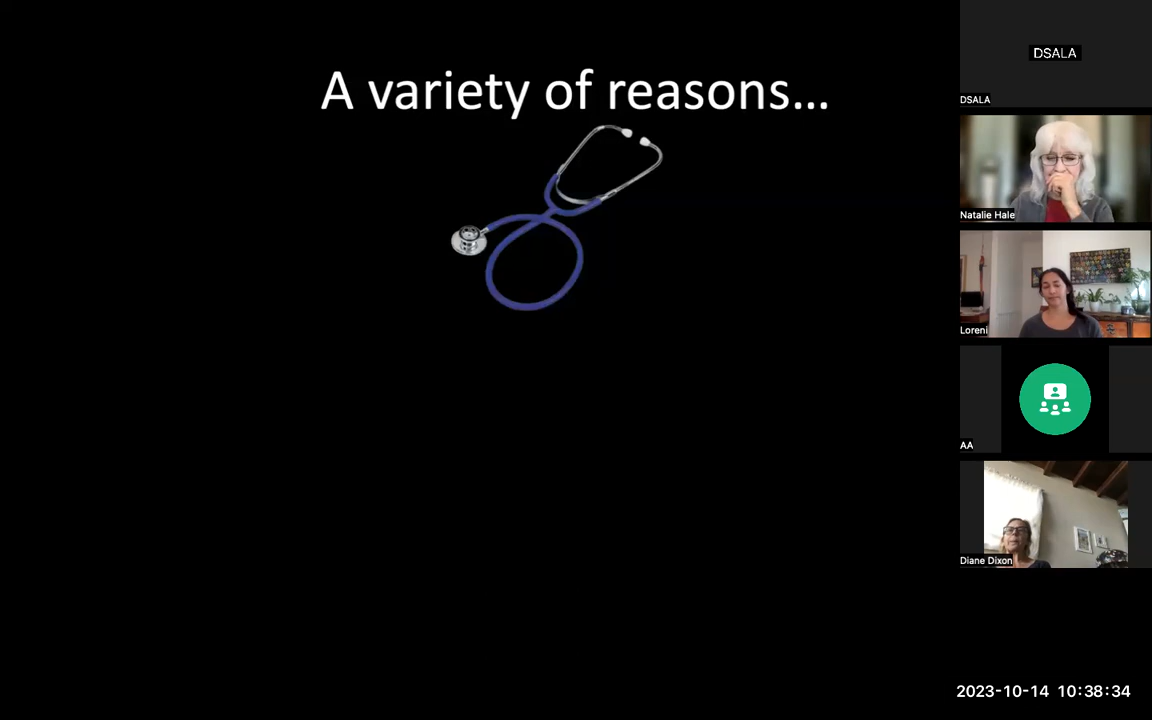 A variety of reasons...
DSALA
DSALA
Natalie Hale
Loreni
AA
Diane Dixon
2023-10-14 10:38:34